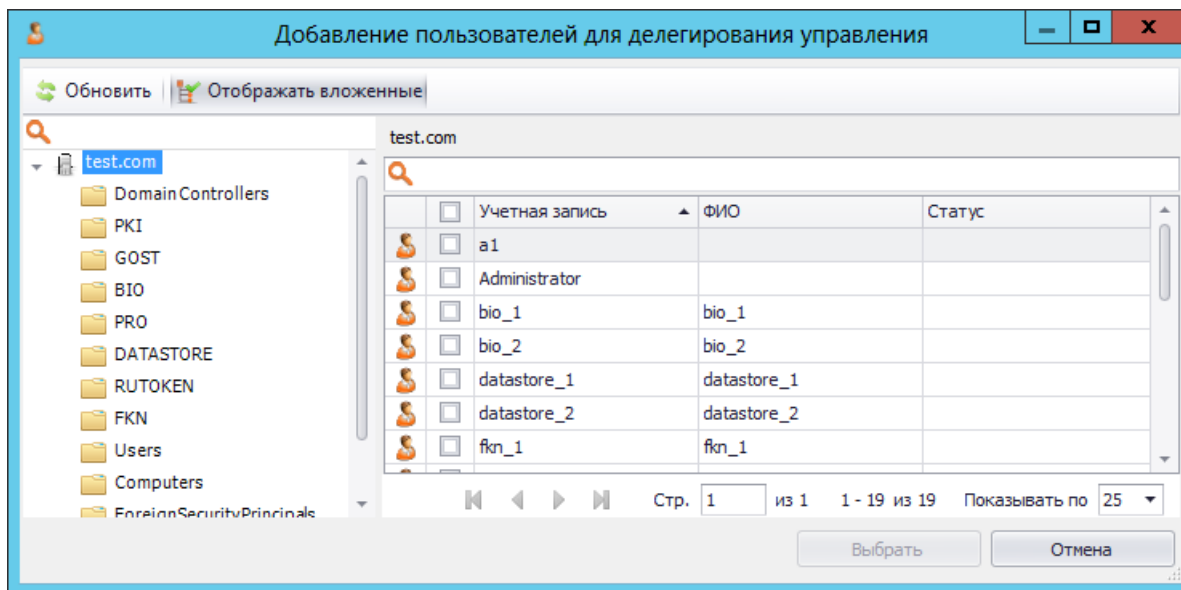 Добавление пользователей для делегирования управления
Обновить Отображать вложенные
test.com
test.com
DomainControllers
PKI
GOST
BIO
PRO
DATASTORE
RUTOKEN
FKN
Users
Computers
ForeignSecurityPrincipals
Учетная запись ФИО Статус
a1
Administrator
bio_1 bio_1
bio_2 bio_2
datastore_1 datastore_1
datastore_2 datastore_2
fkn_1 fkn_1
Стр. 1 из 1 1 - 19 из 19 Показывать по 25
Выбрать Отмена